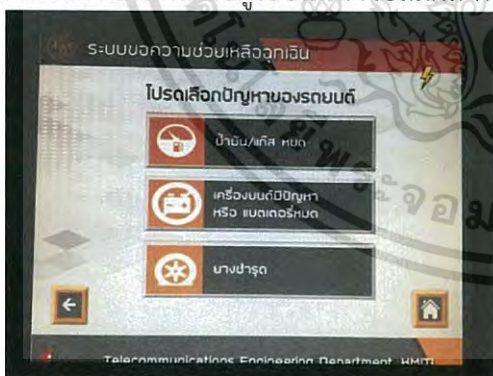 ระบบขอความช่วยเหลือฉุกเฉิน
โปรดเลือกปัญหาของรถยนต์
น้ำมัน/แก๊ส หมด
เครื่องยนต์มีปัญหา
หรือ แบตเตอรี่หมด
ยางชำรุด
Telecommunications Engineering Department, KMITL